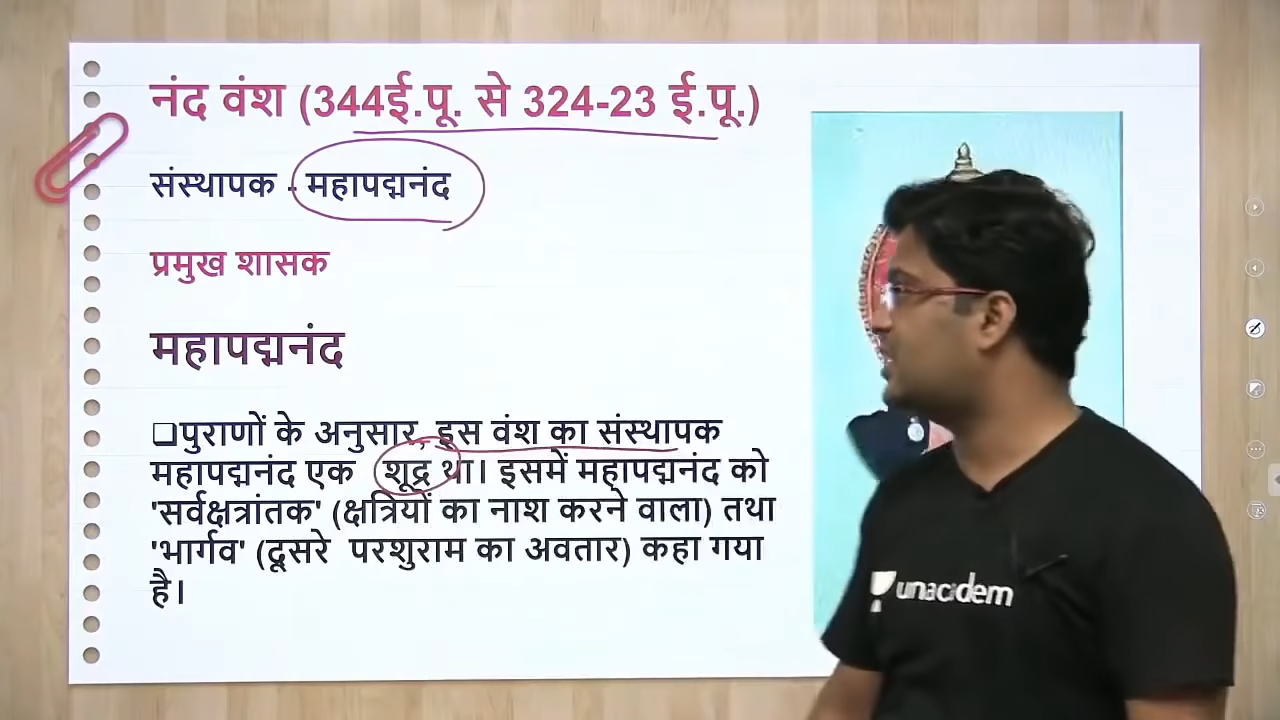 नंद वंश (344ई.पू. से 324-23 ई.पू.)
संस्थापक - महापद्मनंद
प्रमुख शासक
महापद्मनंद
❑पुराणों के अनुसार, इस वंश का संस्थापक
महापद्मनंद एक शूद्र था। इसमें महापद्मनंद को
'सर्वक्षत्रांतक' (क्षत्रियों का नाश करने वाला) तथा
'भार्गव' (दूसरे परशुराम का अवतार) कहा गया
है।
unacadem